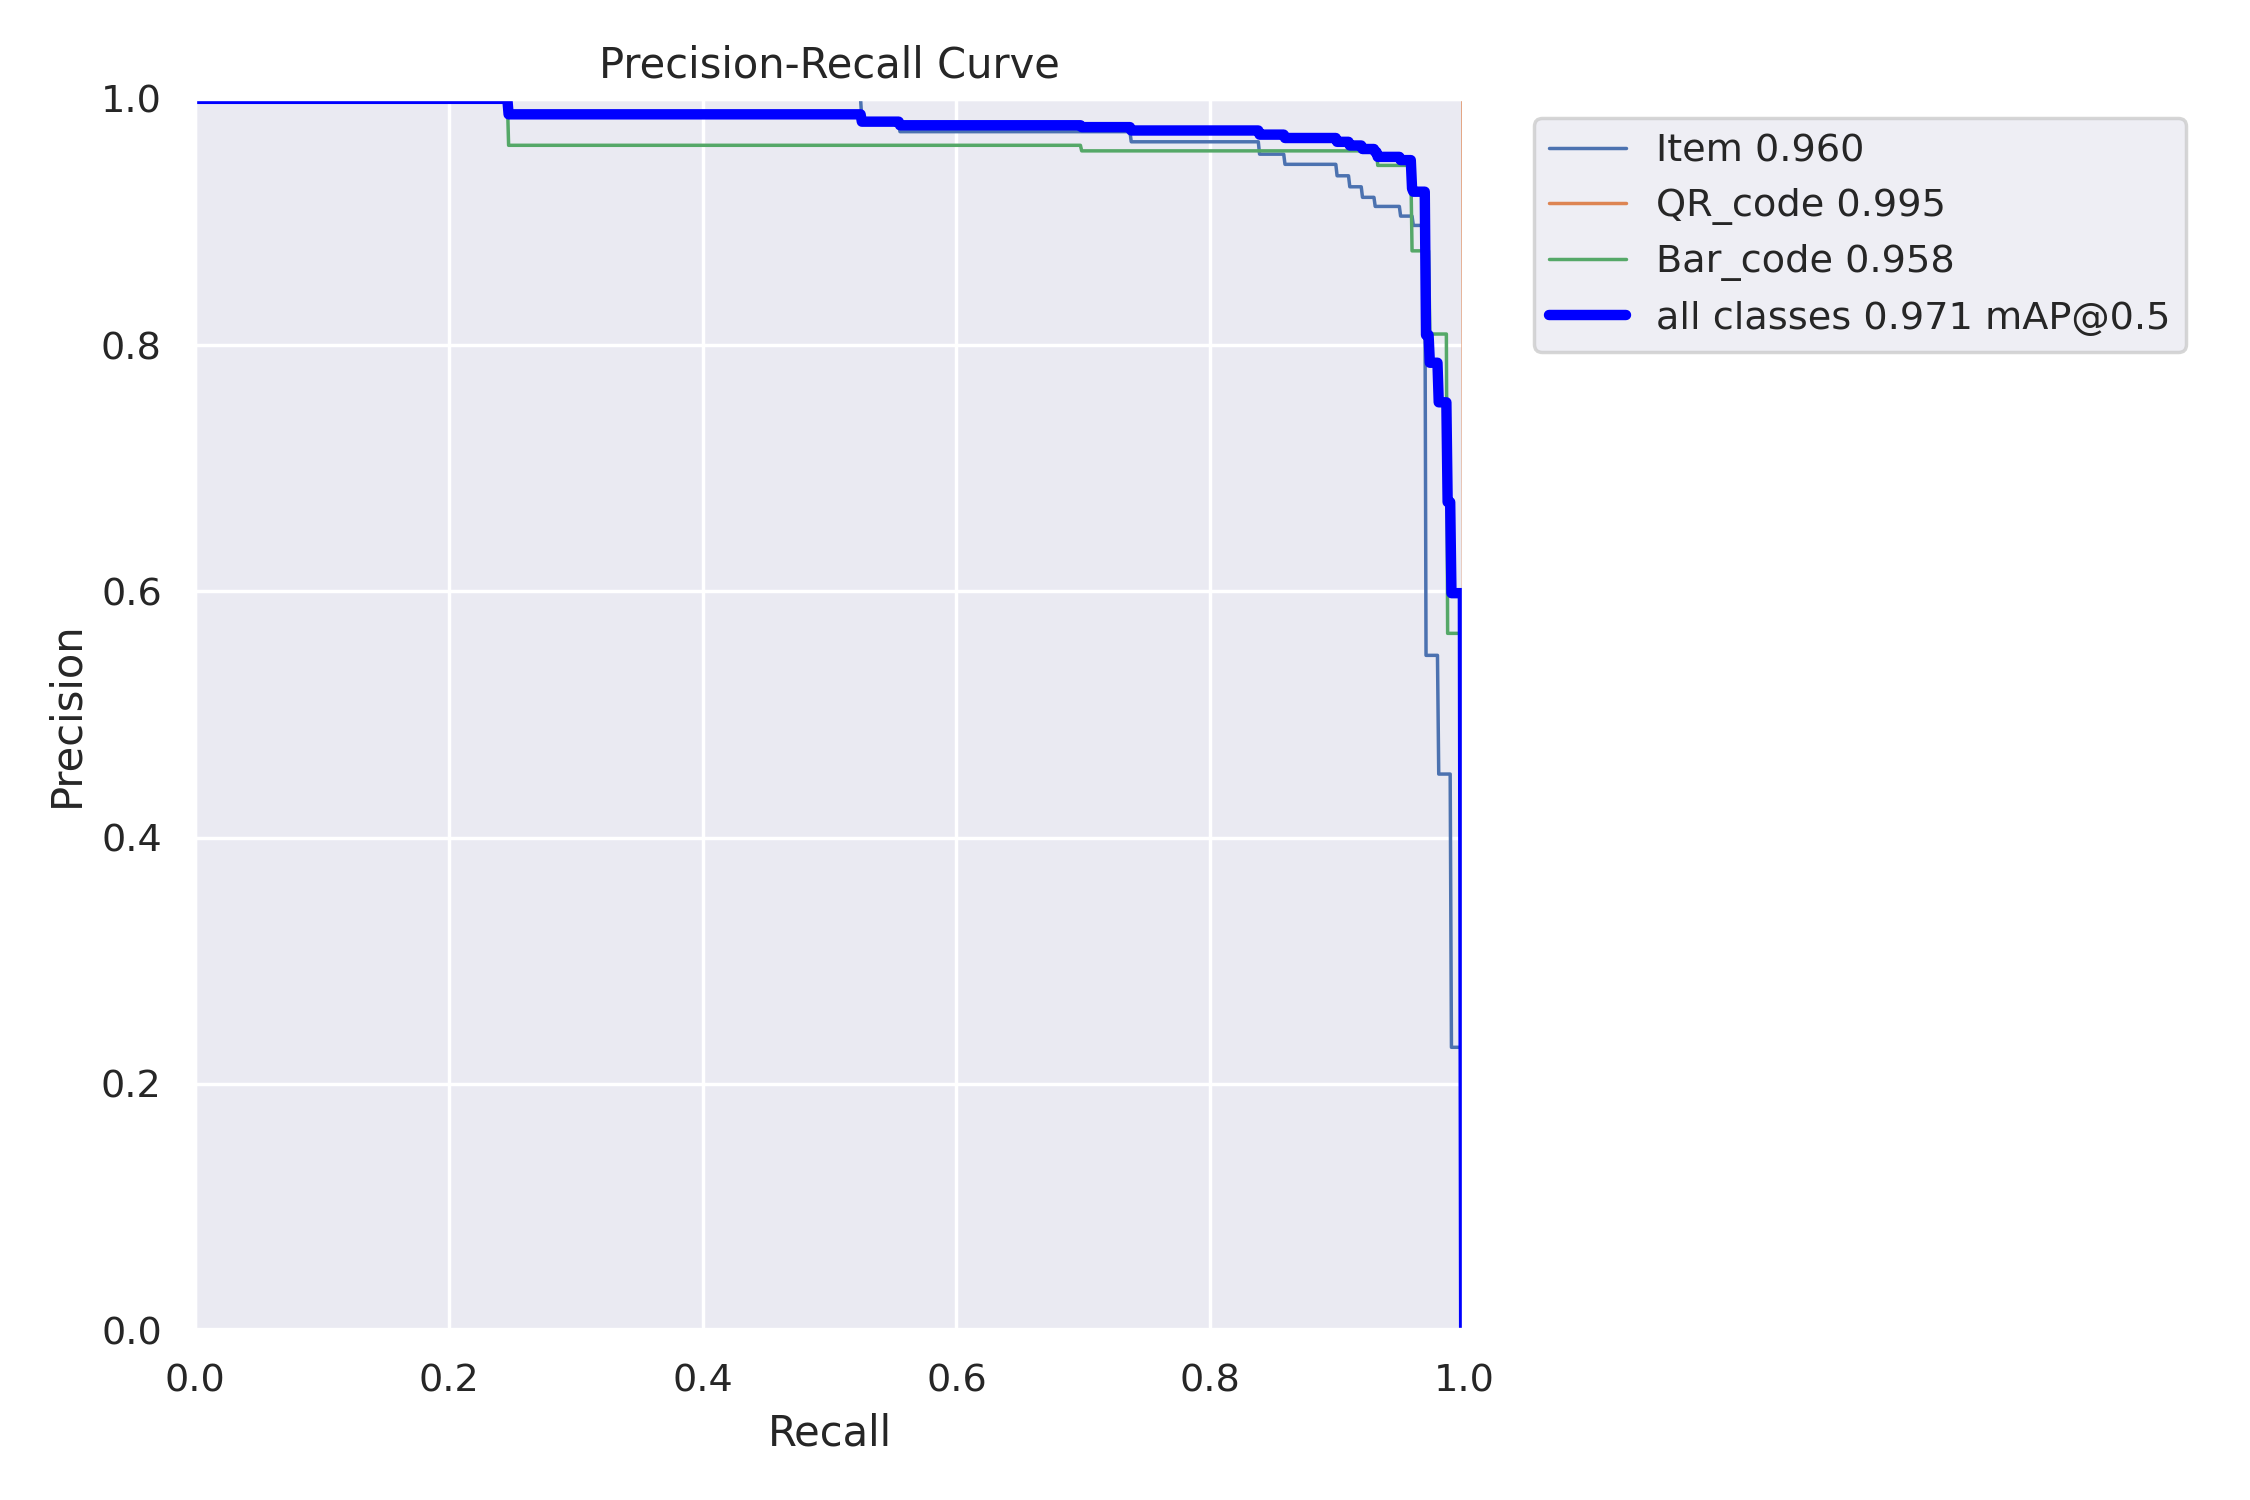 Precision-Recall Curve
1.0
0.8
0.6
0.4
0.2
0.0
Precision
0.0 0.2 0.4 0.6 0.8 1.0
Recall
Item 0.960
QR_code 0.995
Bar_code 0.958
all classes 0.971 mAP@0.5